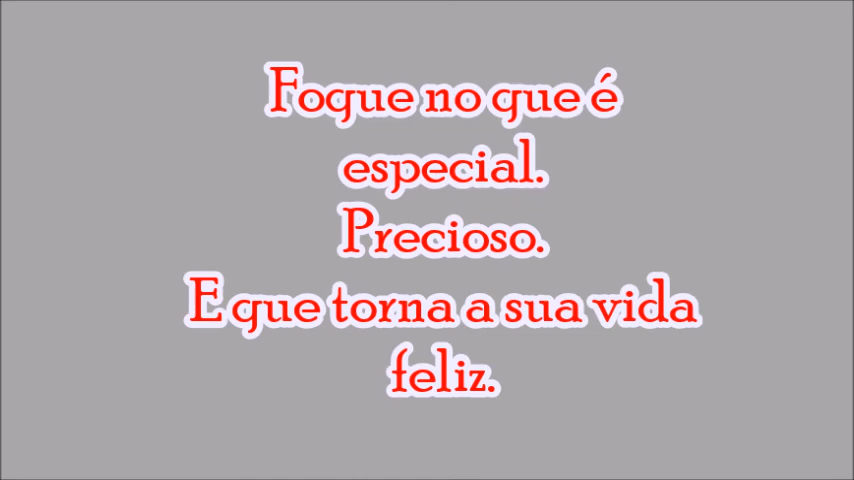 Foque no que é
especial.
Precioso.
E que torna a sua vida
feliz.